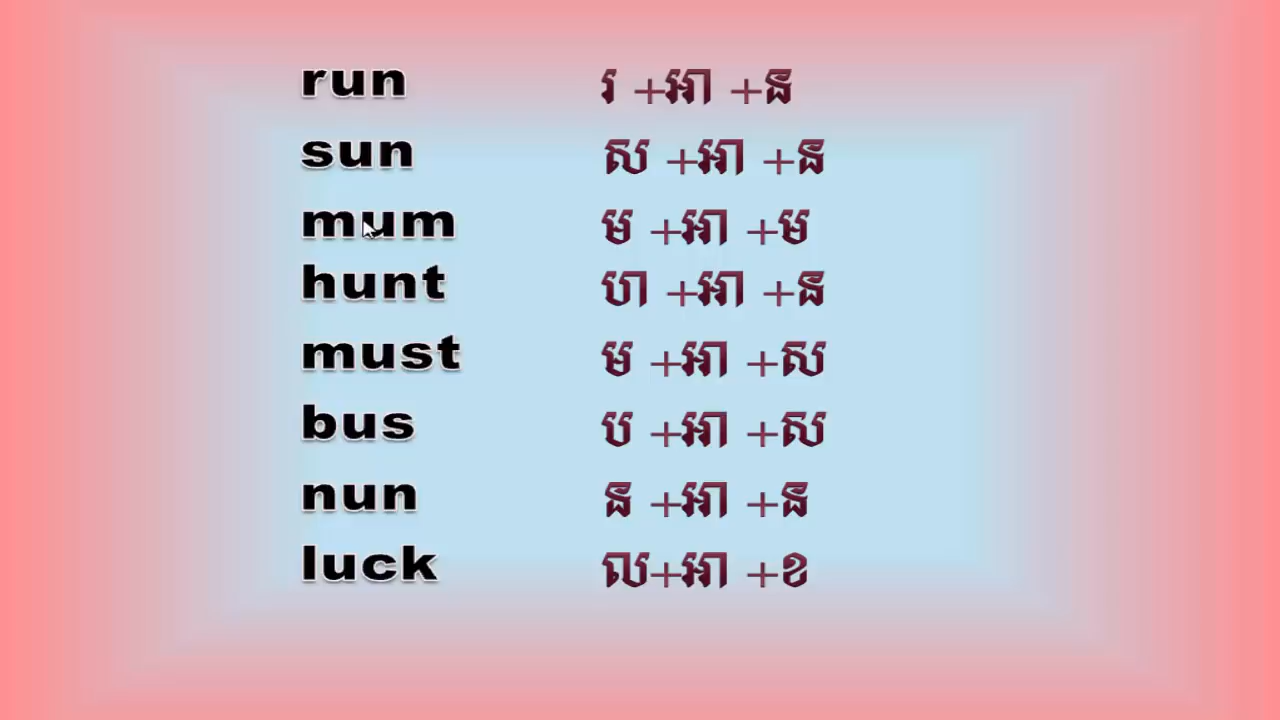 run រ +អា +ន
sun ស +អា +ន
mum ម +អា +ម
hunt ហ +អា +ន
must ម +អា +ស
bus ប +អា +ស
nun ន +អា +ន
luck ល+អា +ខ